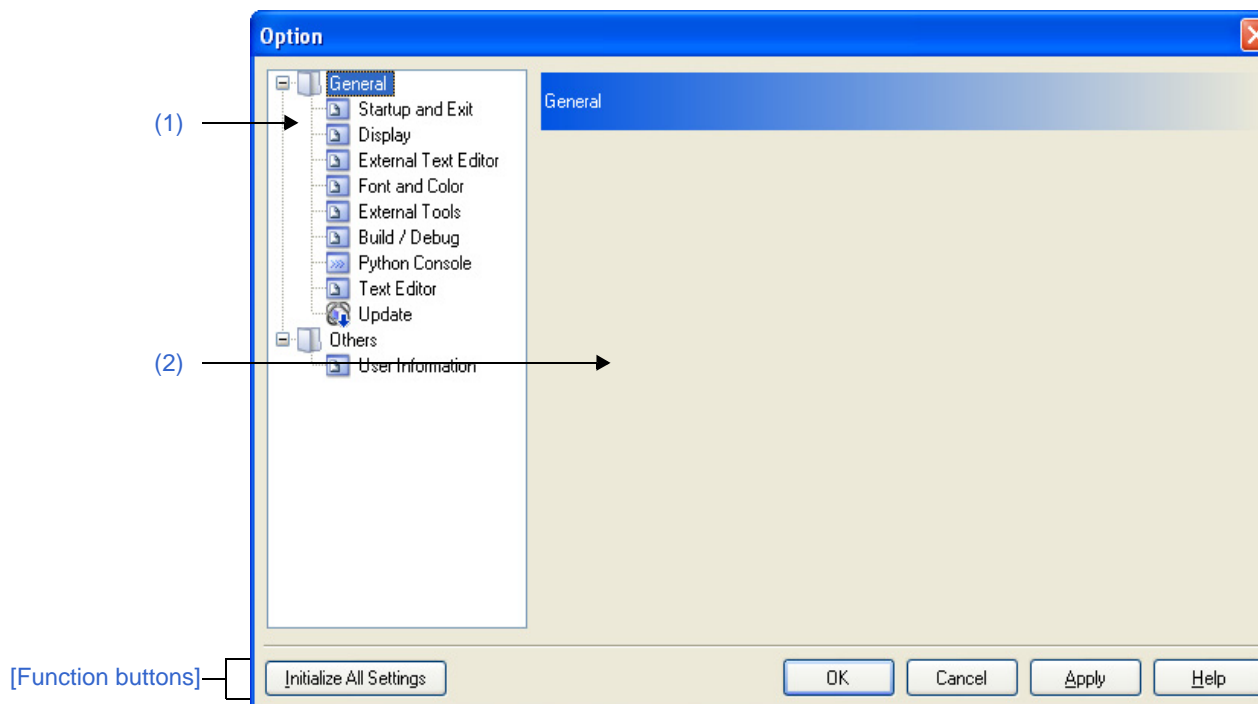 Option
General
General
Startup and Exit
(1)
Display
External Text Editor
Font and Color
External Tools
Build / Debug
Python Console
Text Editor
Update
Others
(2)
User Information
[Function buttons]
Initialize All Settings
OK
Cancel
Apply
Help